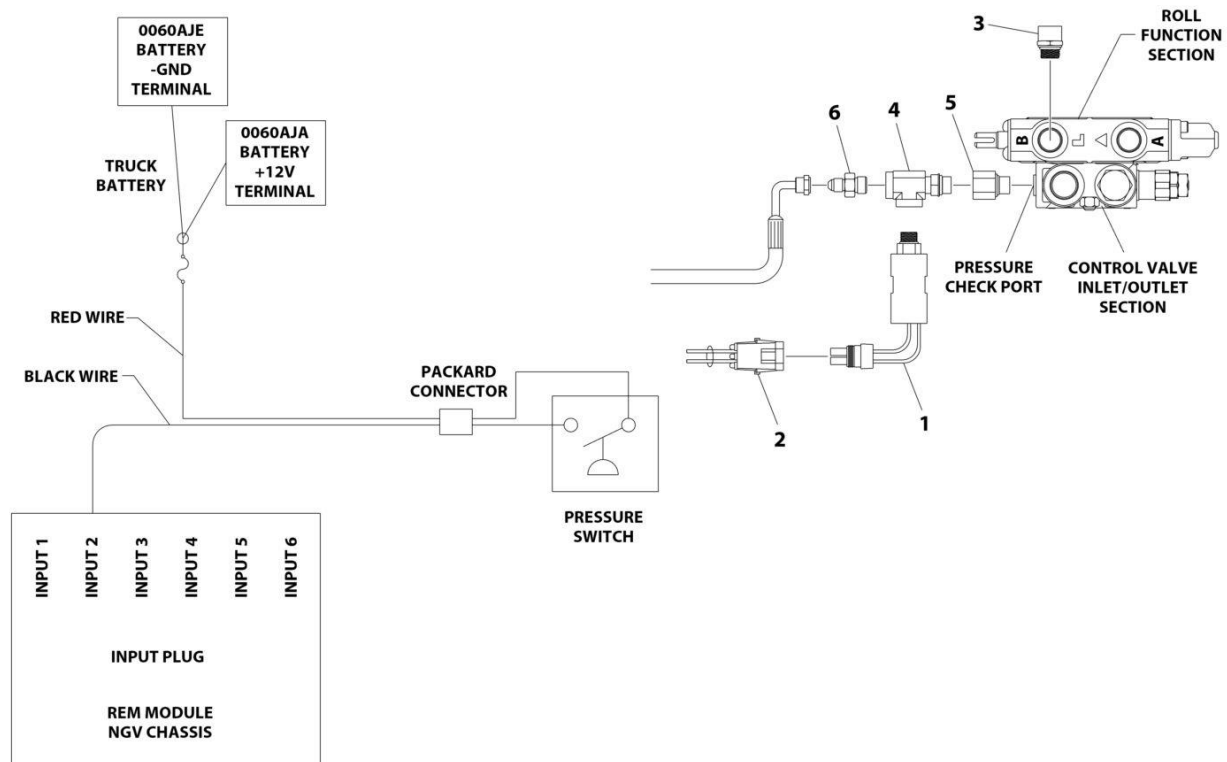 0060AJE
BATTERY
-GND
TERMINAL
0060AJA
BATTERY
+12V
TERMINAL
TRUCK
BATTERY
RED WIRE
BLACK WIRE
PACKARD
CONNECTOR
PRESSURE
SWITCH
INPUT 1
INPUT 2
INPUT 3
INPUT 4
INPUT 5
INPUT 6
INPUT PLUG
REM MODULE
NGV CHASSIS
3
ROLL
FUNCTION
SECTION
6
4
5
B
A
PRESSURE
CHECK PORT
CONTROL VALVE
INLET/OUTLET
SECTION
2
1